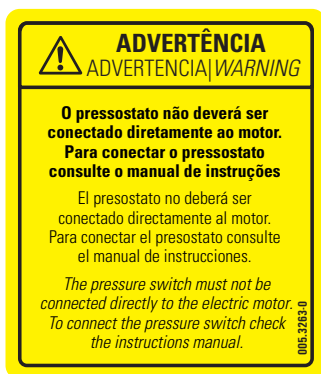 ADVERTÊNCIA
ADVERTENCIA|WARNING
O pressostato não deverá ser
conectado diretamente ao motor.
Para conectar o pressostato
consulte o manual de instruções
El presostato no deberá ser
conectado directamente al motor.
Para conectar el presostato consulte
el manual de instrucciones.
The pressure switch must not be
connected directly to the electric motor.
To connect the pressure switch check
the instructions manual.
005.3263-0